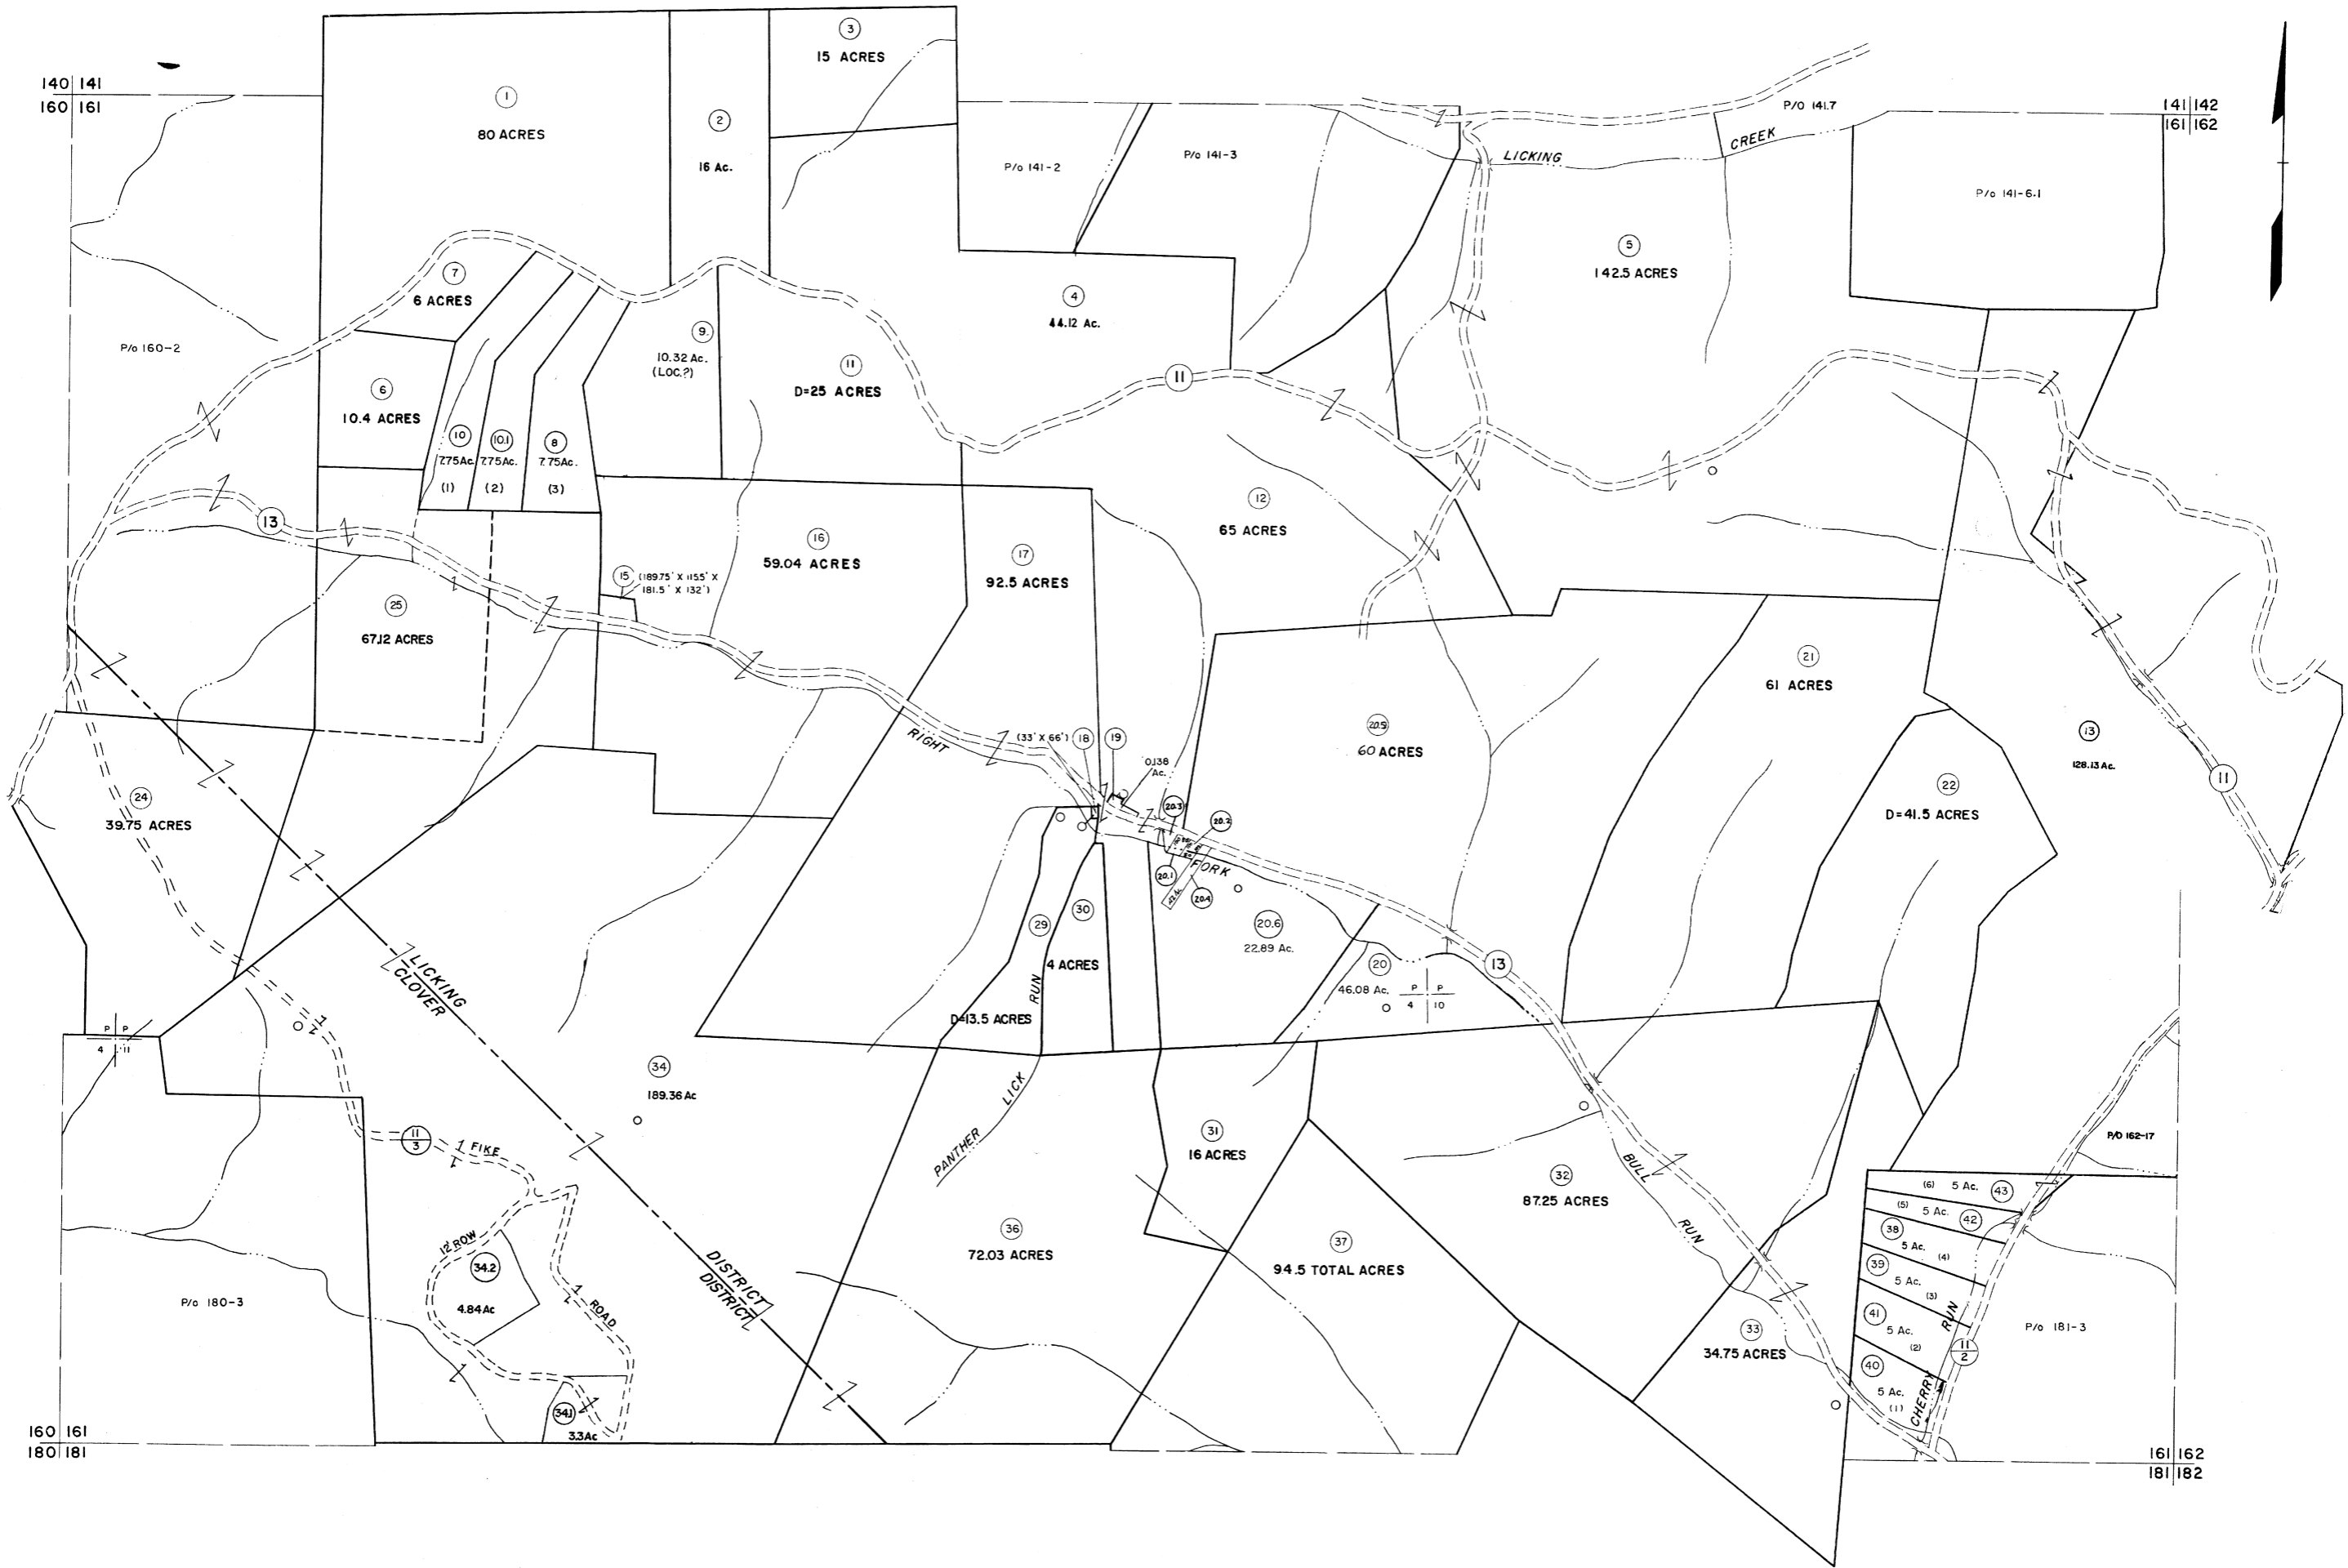 140 141
160 161
1
80 ACRES
2
16 Ac.
3
15 ACRES
P/o 141-2
P/o 141-3
P/O 141.7
LICKING CREEK
141 142
161 162
P/o 141-6.1
P/o 160-2
7
6 ACRES
6
10.4 ACRES
10
7.75Ac.
(1)
10.1
7.75Ac.
(2)
8
7.75Ac.
(3)
9.
10.32 Ac.
(LOC.?)
11
D=25 ACRES
4
44.12 Ac.
11
5
142.5 ACRES
13
25
67.12 ACRES
15 (189.75' X 115.5' X
181.5' X 132')
16
59.04 ACRES
17
92.5 ACRES
12
65 ACRES
21
61 ACRES
20.5
60 ACRES
22
D=41.5 ACRES
13
128.13 Ac.
11
24
39.75 ACRES
RIGHT
(33' X 66') 18 19
0.138
Ac.
20.3
20.2
20.1
20.4
FORK
20.6
22.89 Ac.
20
46.08 Ac.
P P
4 10
13
29
30
4 ACRES
D=13.5 ACRES
RUN
LICK
PANTHER
LICKING
CLOVER
DISTRICT
DISTRICT
34
189.36 Ac
P P
4 11
11
3
FIKE
ROAD
12' ROW
34.2
4.84 Ac
34.1
3.3Ac
P/o 180-3
36
72.03 ACRES
31
16 ACRES
37
94.5 TOTAL ACRES
32
87.25 ACRES
BULL
RUN
33
34.75 ACRES
P/O 162-17
(6) 5 Ac. 43
(5) 5 Ac. 42
38
5 Ac. (4)
39
5 Ac.
(3)
41
5 Ac.
(2)
40
5 Ac.
(1)
CHERRY
RUN
11
2
P/o 181-3
160 161
180 181
161 162
181 182